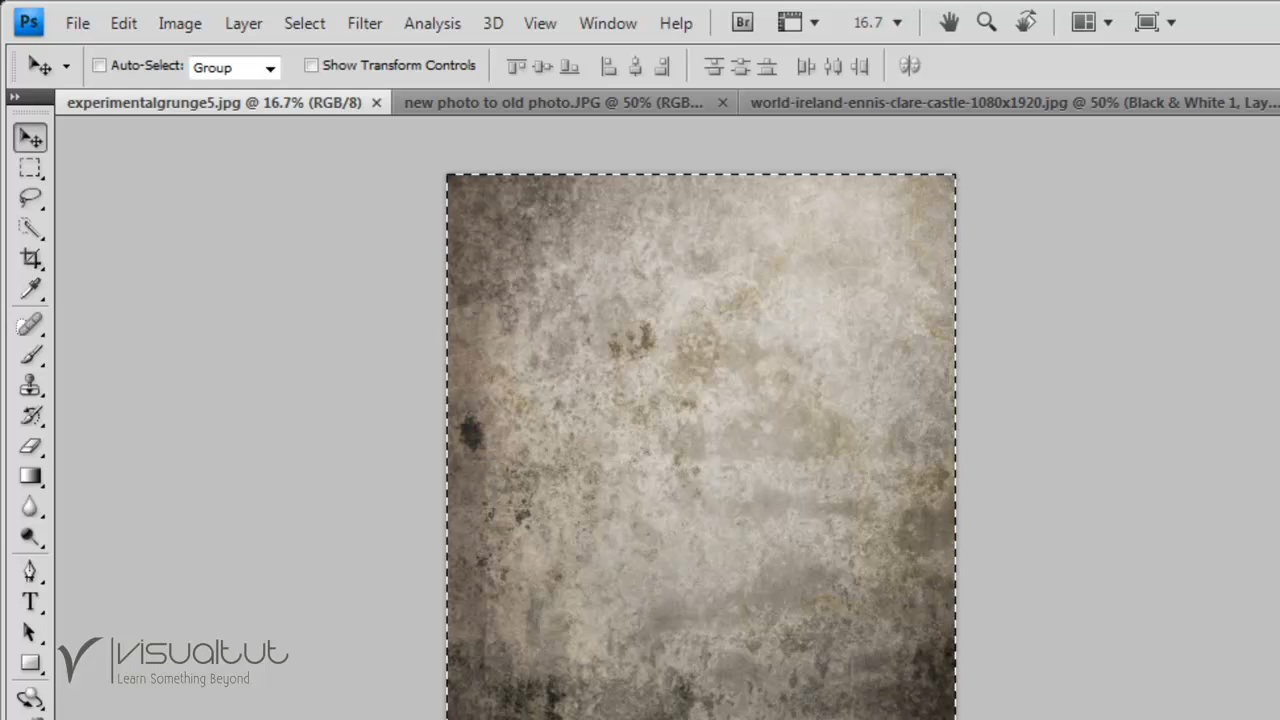 Ps File Edit Image Layer Select Filter Analysis 3D View Window Help Br 16.7
Auto-Select: Group Show Transform Controls
experimentalgrunge5.jpg @ 16.7% (RGB/8) × new photo to old photo.JPG @ 50% (RGB... × world-ireland-ennis-clare-castle-1080x1920.jpg @ 50% (Black & White 1, Lay...
T
visualtut
Learn Something Beyond